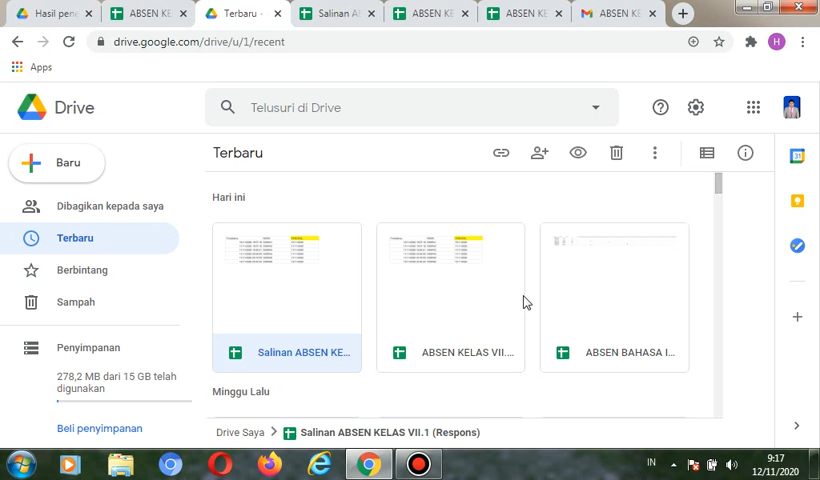 Hasil pene
ABSEN KE
Terbaru -
Salinan AB
ABSEN KE
ABSEN KE
ABSEN KE
drive.google.com/drive/u/1/recent
H
Apps
Drive
Telusuri di Drive
Baru
Terbaru
31
Dibagikan kepada saya
Terbaru
Berbintang
Sampah
Penyimpanan
278,2 MB dari 15 GB telah
digunakan
Beli penyimpanan
Hari ini
Salinan ABSEN KE...
ABSEN KELAS VII....
ABSEN BAHASA I...
Minggu Lalu
Drive Saya > Salinan ABSEN KELAS VII.1 (Respons)
IN
9:17
12/11/2020